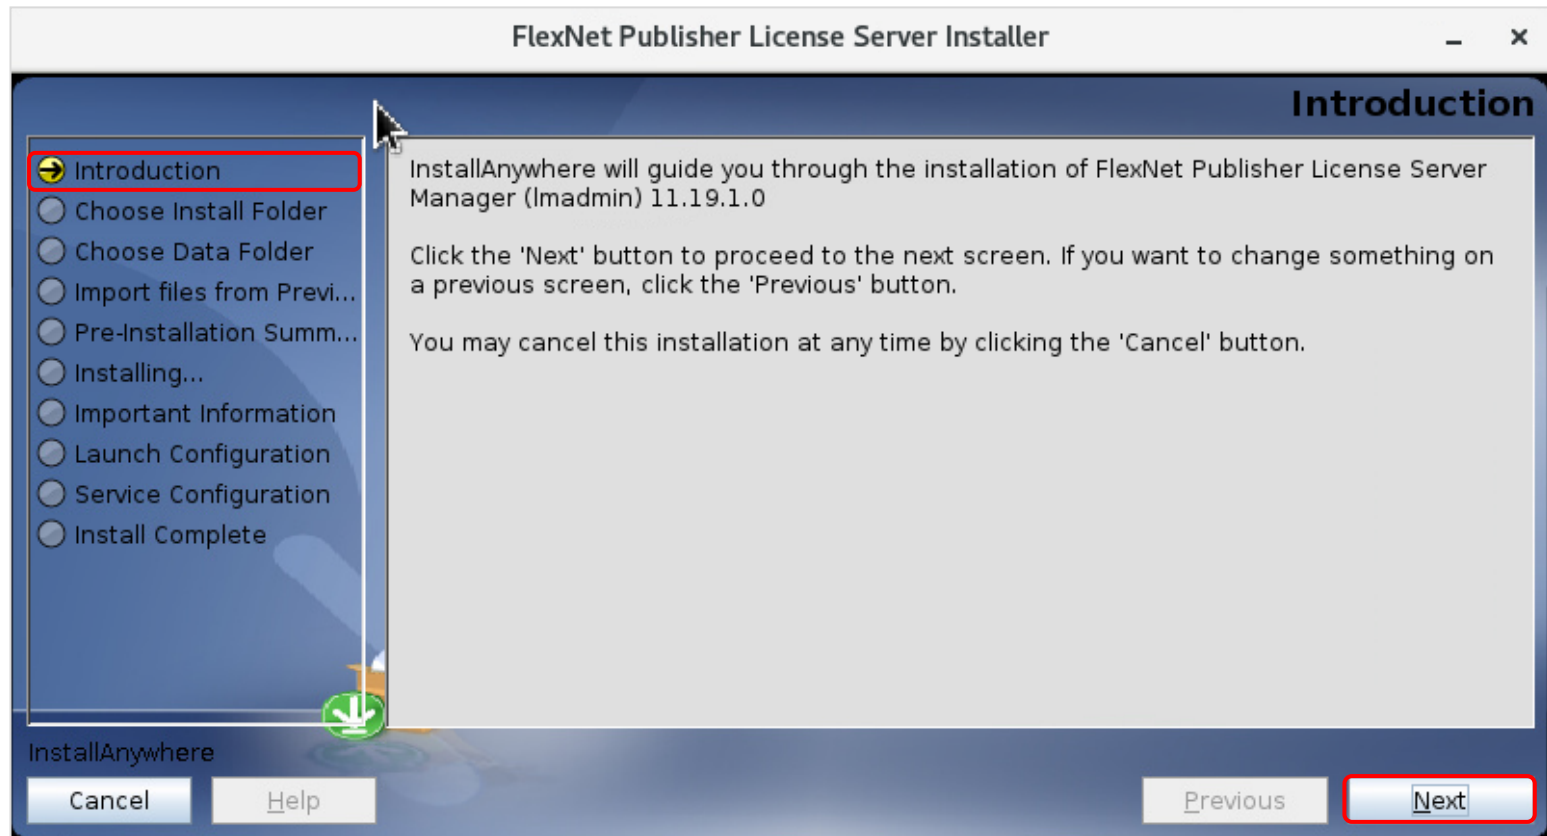 FlexNet Publisher License Server Installer
Introduction
Introduction
Choose Install Folder
Choose Data Folder
Import files from Previ...
Pre-Installation Summ...
Installing...
Important Information
Launch Configuration
Service Configuration
Install Complete
InstallAnywhere will guide you through the installation of FlexNet Publisher License Server
Manager (lmadmin) 11.19.1.0
Click the 'Next' button to proceed to the next screen. If you want to change something on
a previous screen, click the 'Previous' button.
You may cancel this installation at any time by clicking the 'Cancel' button.
InstallAnywhere
Cancel
Help
Previous
Next